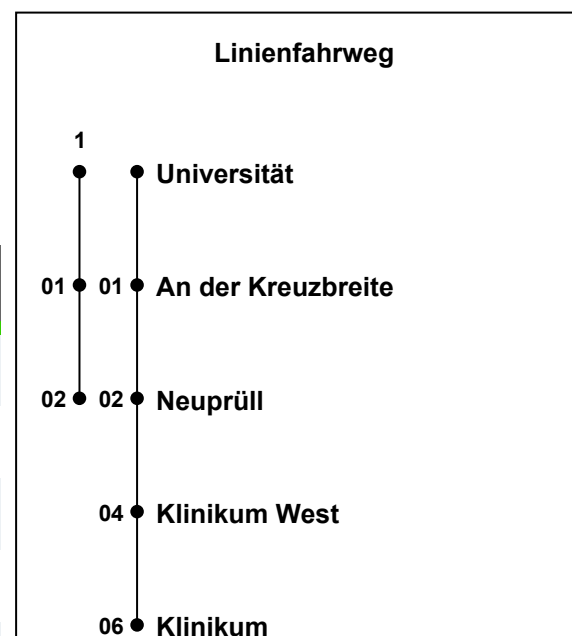 Linienfahrweg
1
Universität
01 01 An der Kreuzbreite
02 02 Neuprüll
04 Klinikum West
06 Klinikum